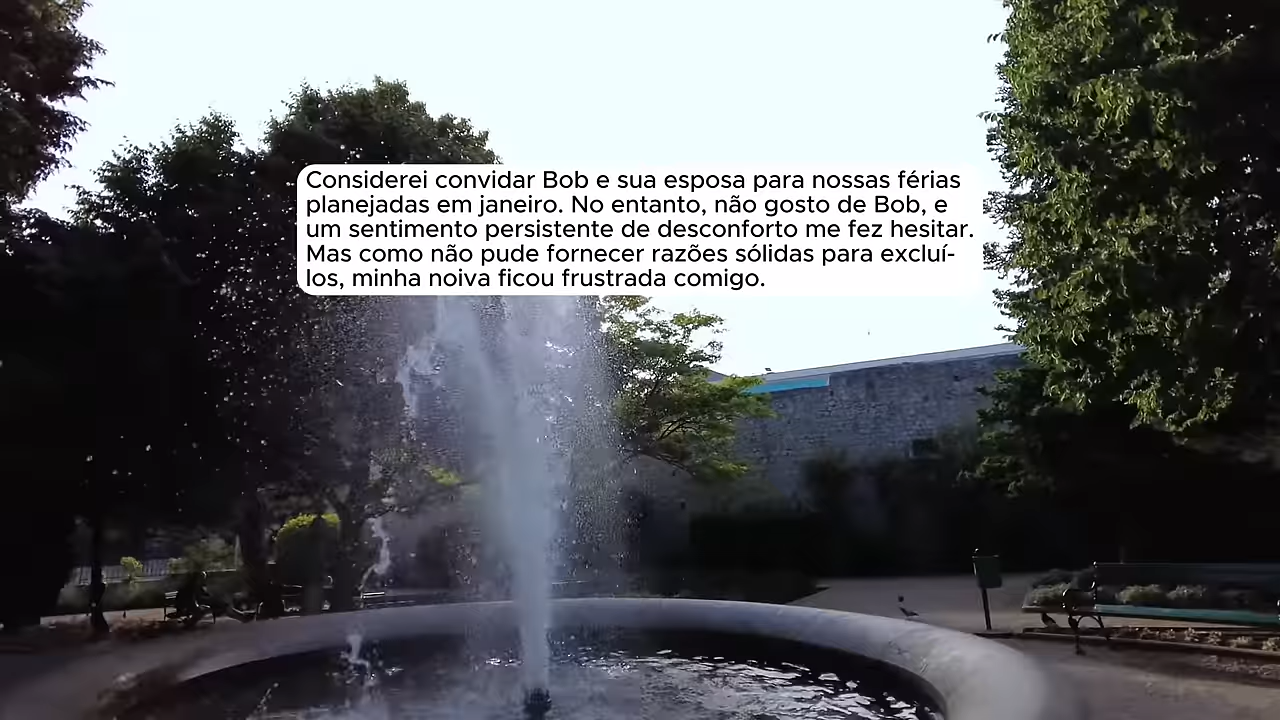 Considerei convidar Bob e sua esposa para nossas férias
planejadas em janeiro. No entanto, não gosto de Bob, e
um sentimento persistente de desconforto me fez hesitar.
Mas como não pude fornecer razões sólidas para excluí-
los, minha noiva ficou frustrada comigo.